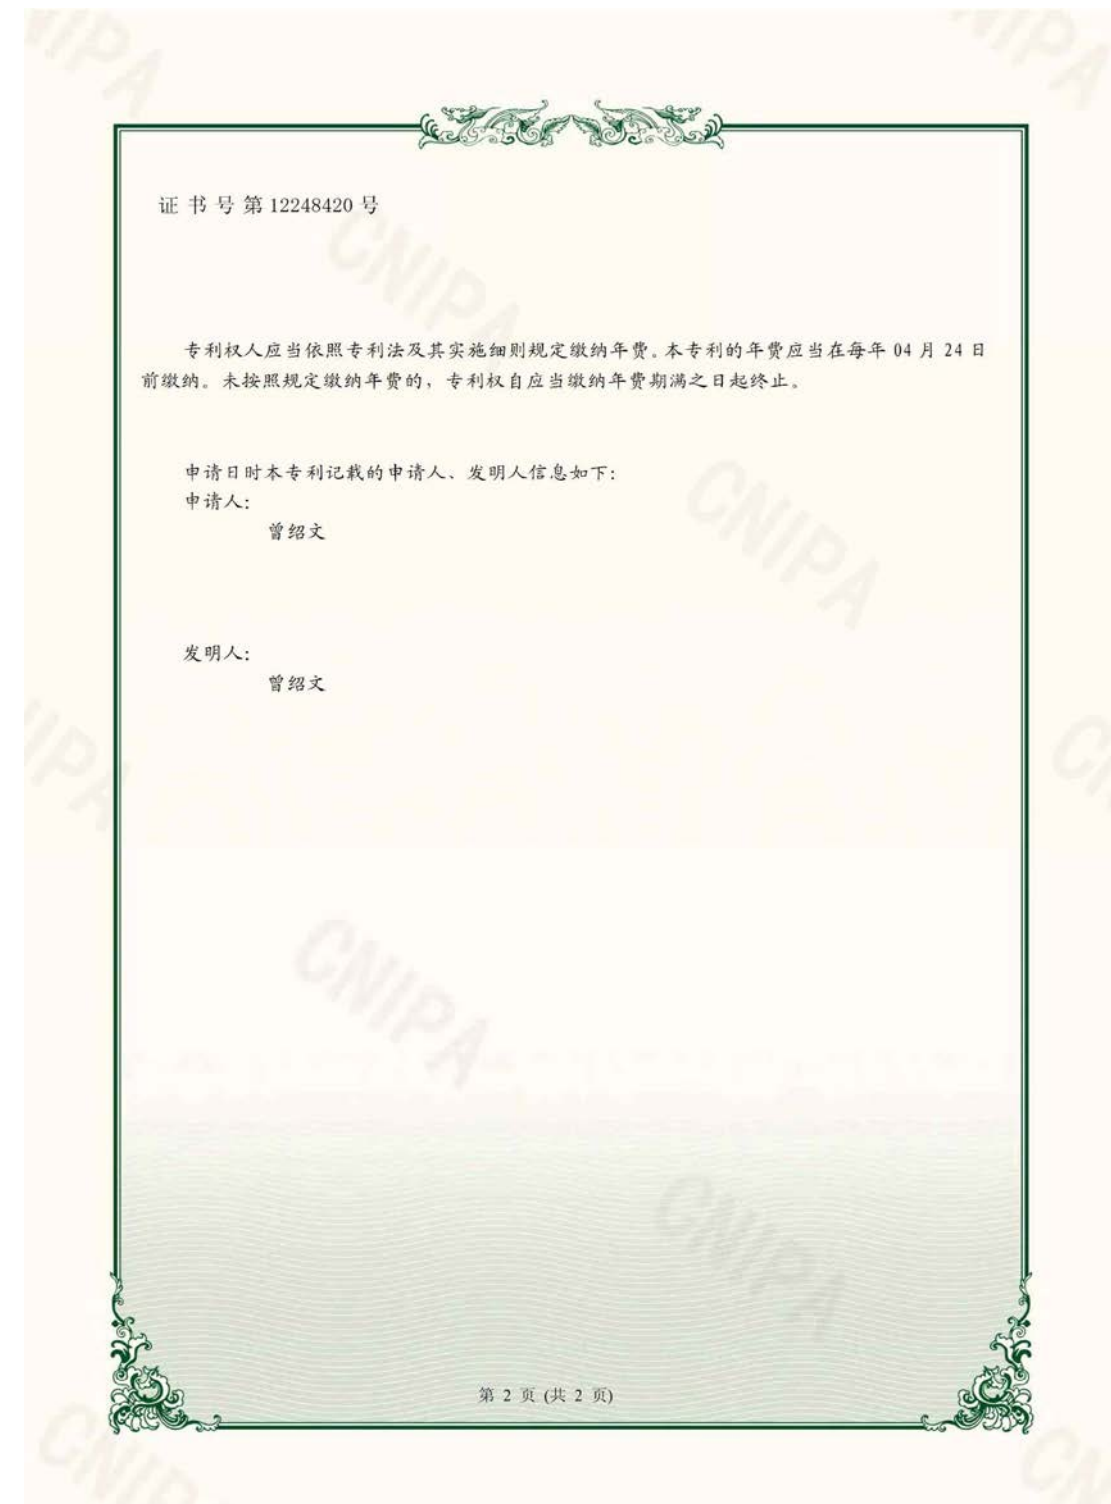 证书号第12248420号
专利权人应当依照专利法及其实施细则规定缴纳年费。本专利的年费应当在每年 04 月 24 日
前缴纳。未按照规定缴纳年费的，专利权自应当缴纳年费期满之日起终止。
申请日时本专利记载的申请人、发明人信息如下：
申请人：
曾绍文
发明人：
曾绍文
第 2 页 (共 2 页)
CNIPA
CNIPA
CNIPA
CNIPA